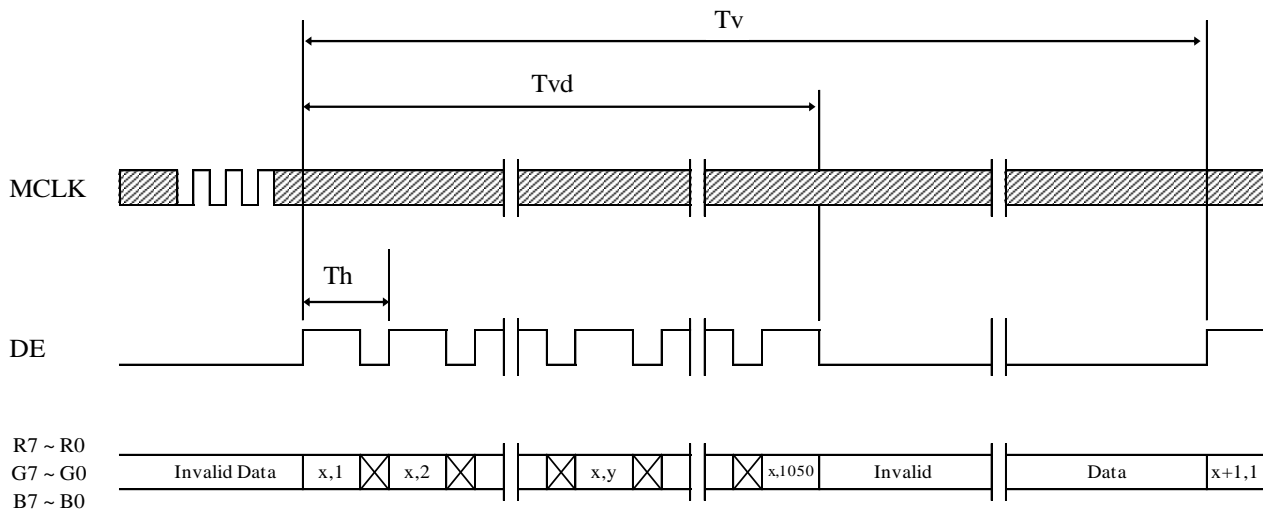 Tv
Tvd
MCLK
Th
DE
R7 ~ R0
G7 ~ G0
B7 ~ B0
Invalid Data x,1 x,2 x,y x,1050 Invalid Data x+1,1